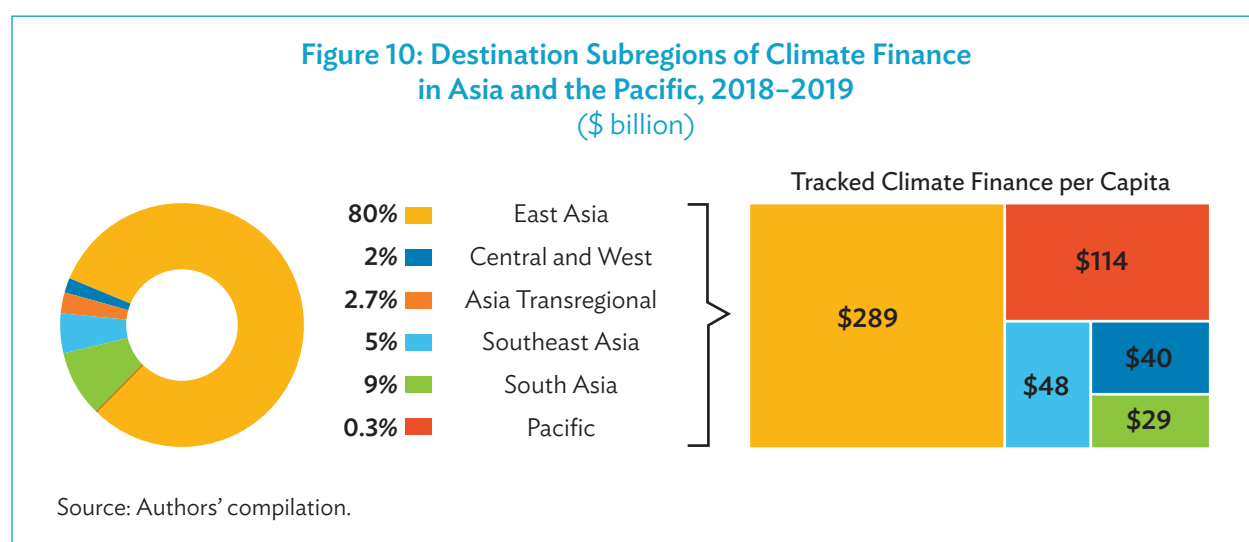 Figure 10: Destination Subregions of Climate Finance
in Asia and the Pacific, 2018–2019
($ billion)
80% East Asia
2% Central and West
2.7% Asia Transregional
5% Southeast Asia
9% South Asia
0.3% Pacific
Tracked Climate Finance per Capita
$289
$114
$48
$40
$29
Source: Authors’ compilation.